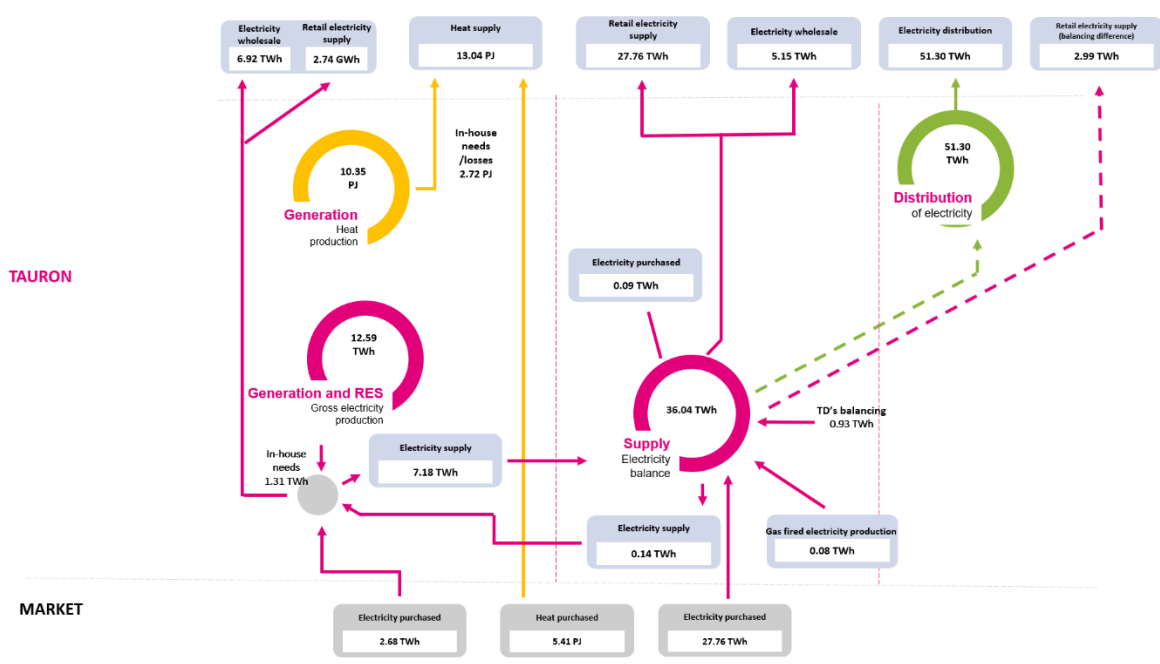 Electricity
wholesale
6.92 TWh
Retail electricity
supply
2.74 GWh
Heat supply
13.04 PJ
Retail electricity
supply
27.76 TWh
Electricity wholesale
5.15 TWh
Electricity distribution
51.30 TWh
Retail electricity supply
(balancing difference)
2.99 TWh
10.35
PJ
Generation
Heat
production
In-house
needs
/losses
2.72 PJ
51.30
TWh
Distribution
of electricity
TAURON
Electricity purchased
0.09 TWh
12.59
TWh
Generation and RES
Gross electricity
production
36.04 TWh
Supply
Electricity
balance
TD's balancing
0.93 TWh
In-house
needs
1.31 TWh
Electricity supply
7.18 TWh
Electricity supply
0.14 TWh
Gas fired electricity production
0.08 TWh
MARKET
Electricity purchased
2.68 TWh
Heat purchased
5.41 PJ
Electricity purchased
27.76 TWh